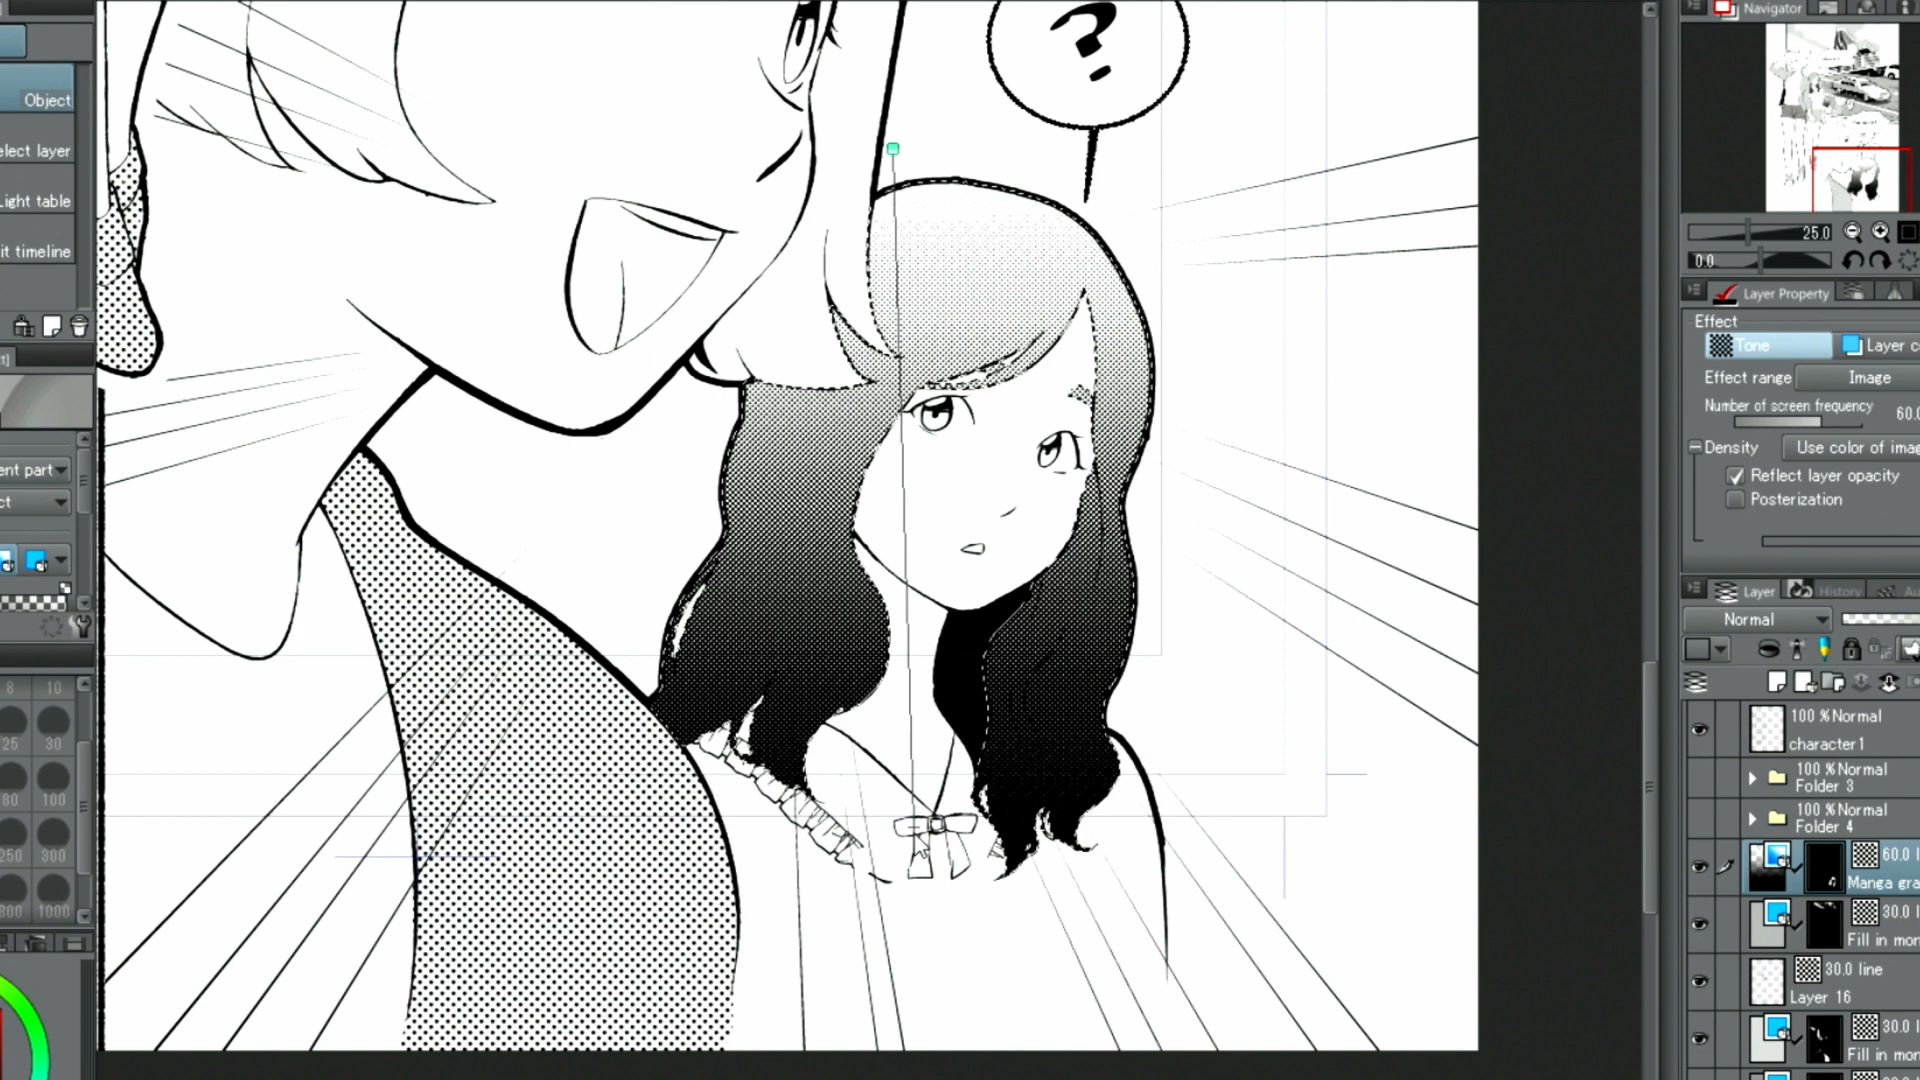 Object
elect layer
Light table
it timeline
ct]
ent part
ct
8 10
25 30
80 100
250 300
800 1000
?
Navigator
25.0
0.0
Layer Property
Effect
Tone
Layer c
Effect range
Image
Number of screen frequency
60.0
Density
Use color of imag
Reflect layer opacity
Posterization
Layer
History
Au
Normal
100 %Normal
character1
100 %Normal
Folder 3
100 %Normal
Folder 4
60.0 l
Manga gra
30.0 l
Fill in mon
30.0 line
Layer 16
30.0 l
Fill in mon